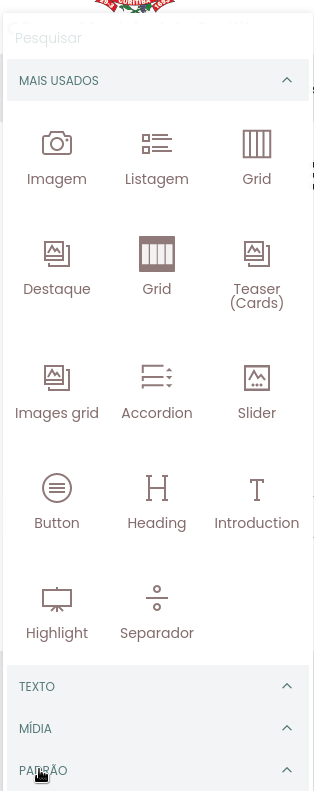 CURITIBA
Pesquisar
MAIS USADOS
Imagem
Listagem
Grid
Destaque
Grid
Teaser
(Cards)
Images grid
Accordion
Slider
Button
Heading
Introduction
Highlight
Separador
TEXTO
MÍDIA
PADRÃO